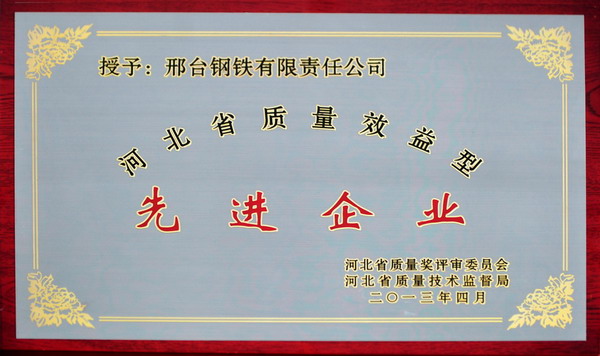 授予：邢台钢铁有限责任公司
河北省质量效益型
先进企业
河北省质量奖评审委员会
河北省质量技术监督局
二〇一三年四月